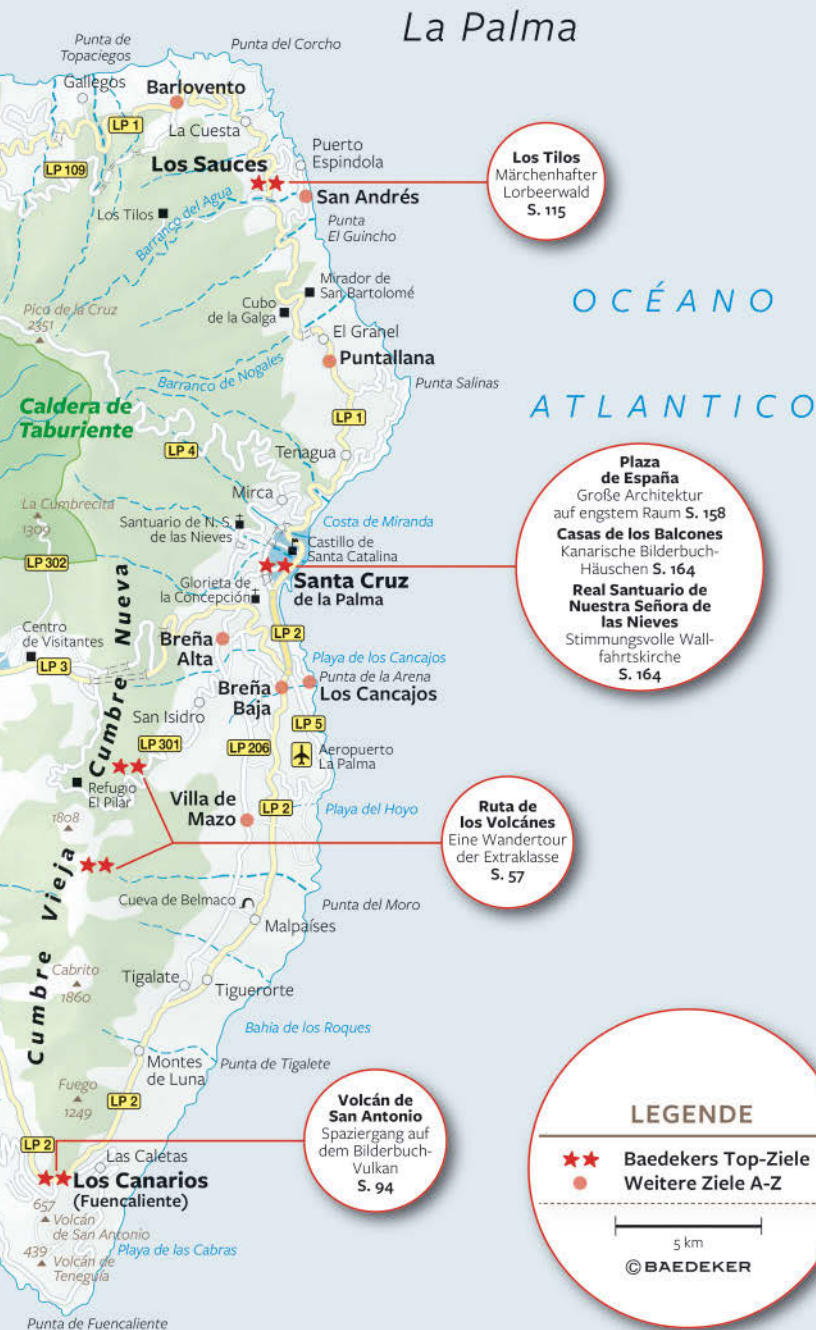 La Palma
Punta de
Topaciegos
Punta del Corcho
Gallegos
Barlovento
LP 1
La Cuesta
LP 109
Los Sauces
Puerto
Espindola
Los Tilos
Märchenhafter
Lorbeerwald
S. 115
Los Tilos
Barranco del Agua
San Andrés
Punta
El Guincho
Mirador de
San Bartolomé
Cubo
de la Galga
OCÉANO
Pico de la Cruz
2351
El Granel
Puntallana
Barranco de Nogales
Punta Salinas
Caldera de
Taburiente
ATLANTICO
LP 1
LP 4
Tenagua
Mirca
La Cumbrecita
1309
Santuario de N. S.
de las Nieves
Costa de Miranda
Castillo de
Santa Catalina
Plaza
de España
Große Architektur
auf engstem Raum S. 158
Casas de los Balcones
Kanarische Bilderbuch-
Häuschen S. 164
Real Santuario de
Nuestra Señora de
las Nieves
Stimmungsvolle Wall-
fahrtskirche
S. 164
LP 302
Glorieta de
la Concepción
Santa Cruz
de la Palma
Centro
de Visitantes
LP 3
Cumbre Nueva
Breña
Alta
LP 2
Playa de los Cancajos
Punta de la Arena
Breña
Baja
Los Cancajos
San Isidro
LP 5
LP 301
LP 206
Aeropuerto
La Palma
Refugio
El Pilar
Villa de
Mazo
LP 2
Playa del Hoyo
Ruta de
los Volcánes
Eine Wandertour
der Extraklasse
S. 57
1808
Cumbre Vieja
Cueva de Belmaco
Punta del Moro
Malpaíses
Cabrito
1860
Tigalate
Tiguerorte
Bahia de los Roques
Montes
de Luna
Punta de Tigalete
Fuego
1249
LP 2
LP 2
Volcán de
San Antonio
Spaziergang auf
dem Bilderbuch-
Vulkan
S. 94
Las Caletas
Los Canarios
(Fuencaliente)
657
Volcán
de San Antonio
439
Volcán de
Teneguía
Playa de las Cabras
Punta de Fuencaliente
LEGENDE
Baedekers Top-Ziele
Weitere Ziele A-Z
5 km
© BAEDEKER